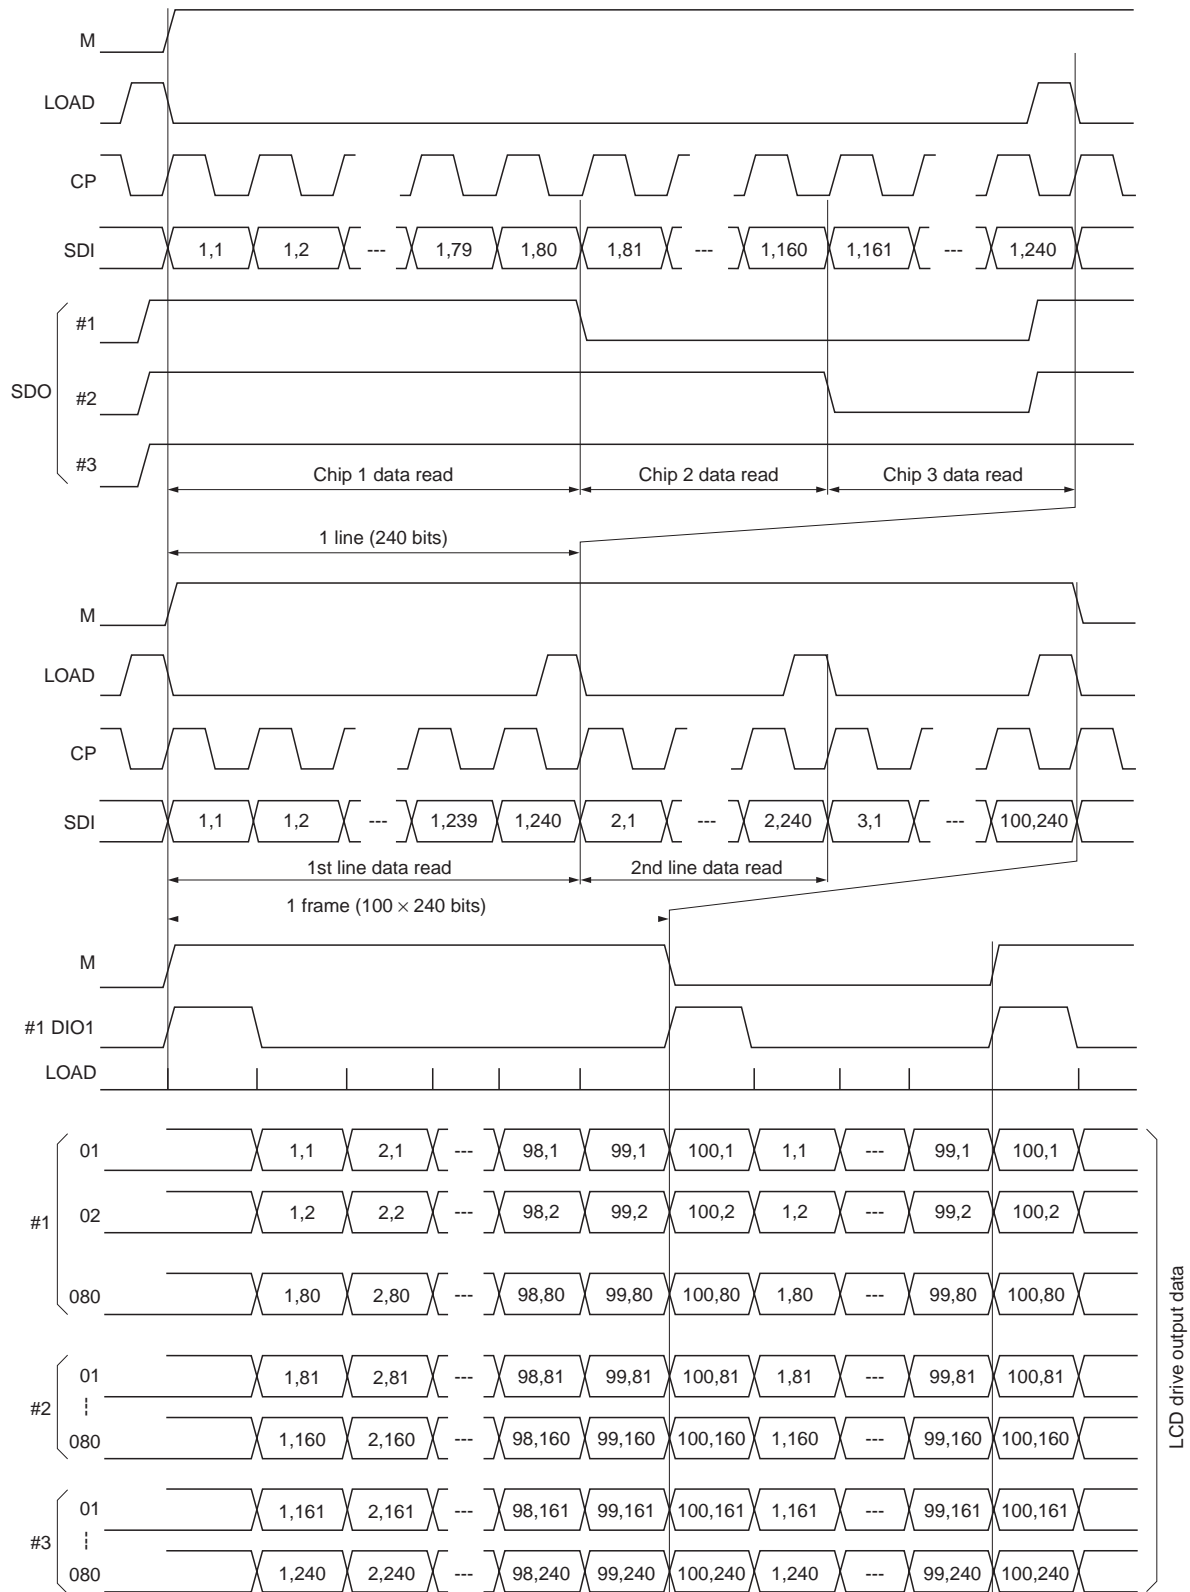 M
LOAD
CP
SDI 1,1 1,2 --- 1,79 1,80 1,81 --- 1,160 1,161 --- 1,240
#1
SDO #2
#3
Chip 1 data read Chip 2 data read Chip 3 data read
1 line (240 bits)
M
LOAD
CP
SDI 1,1 1,2 --- 1,239 1,240 2,1 --- 2,240 3,1 --- 100,240
1st line data read 2nd line data read
1 frame (100 × 240 bits)
M
#1 DIO1
LOAD
01 1,1 2,1 --- 98,1 99,1 100,1 1,1 --- 99,1 100,1
#1 02 1,2 2,2 --- 98,2 99,2 100,2 1,2 --- 99,2 100,2
080 1,80 2,80 --- 98,80 99,80 100,80 1,80 --- 99,80 100,80
01 1,81 2,81 --- 98,81 99,81 100,81 1,81 --- 99,81 100,81
#2
080 1,160 2,160 --- 98,160 99,160 100,160 1,160 --- 99,160 100,160
01 1,161 2,161 --- 98,161 99,161 100,161 1,161 --- 99,161 100,161
#3
080 1,240 2,240 --- 98,240 99,240 100,240 1,240 --- 99,240 100,240
LCD drive output data